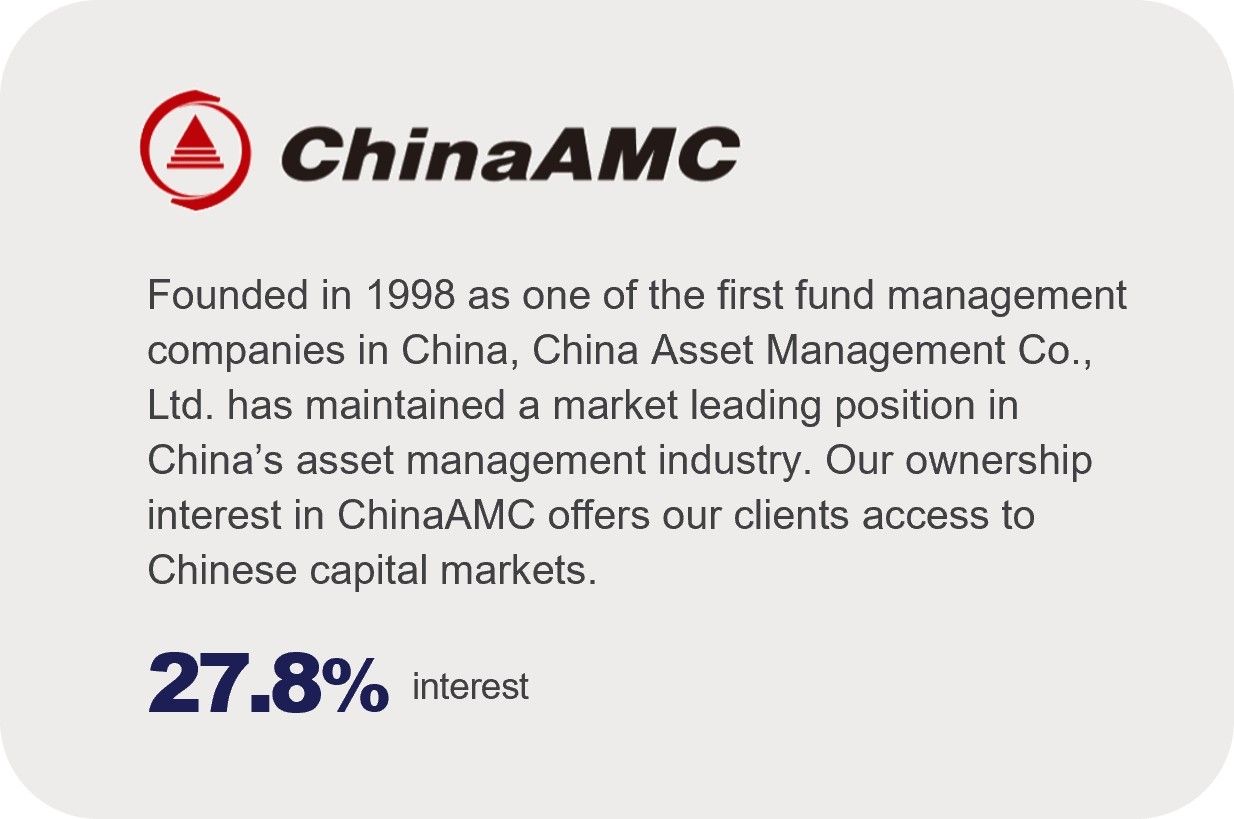 ChinaAMC
Founded in 1998 as one of the first fund management
companies in China, China Asset Management Co.,
Ltd. has maintained a market leading position in
China’s asset management industry. Our ownership
interest in ChinaAMC offers our clients access to
Chinese capital markets.
27.8% interest